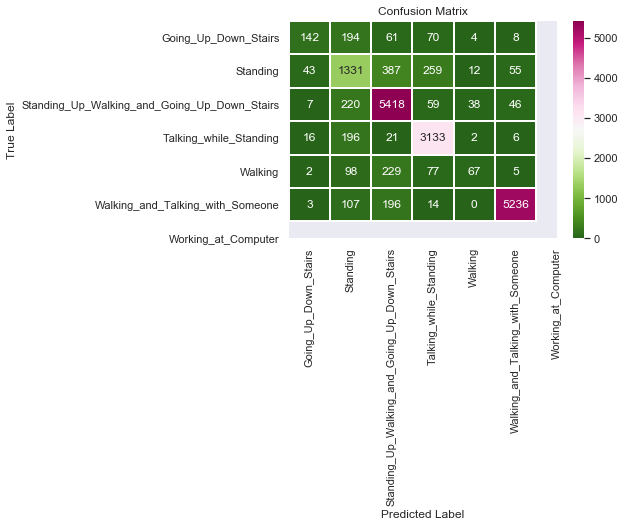 Confusion Matrix
True Label
Going_Up_Down_Stairs 142 194 61 70 4 8
Standing 43 1331 387 259 12 55
Standing_Up_Walking_and_Going_Up_Down_Stairs 7 220 5418 59 38 46
Talking_while_Standing 16 196 21 3133 2 6
Walking 2 98 229 77 67 5
Walking_and_Talking_with_Someone 3 107 196 14 0 5236
Working_at_Computer
5000
4000
3000
2000
1000
0
Going_Up_Down_Stairs
Standing
Standing_Up_Walking_and_Going_Up_Down_Stairs
Talking_while_Standing
Walking
Walking_and_Talking_with_Someone
Working_at_Computer
Predicted Label